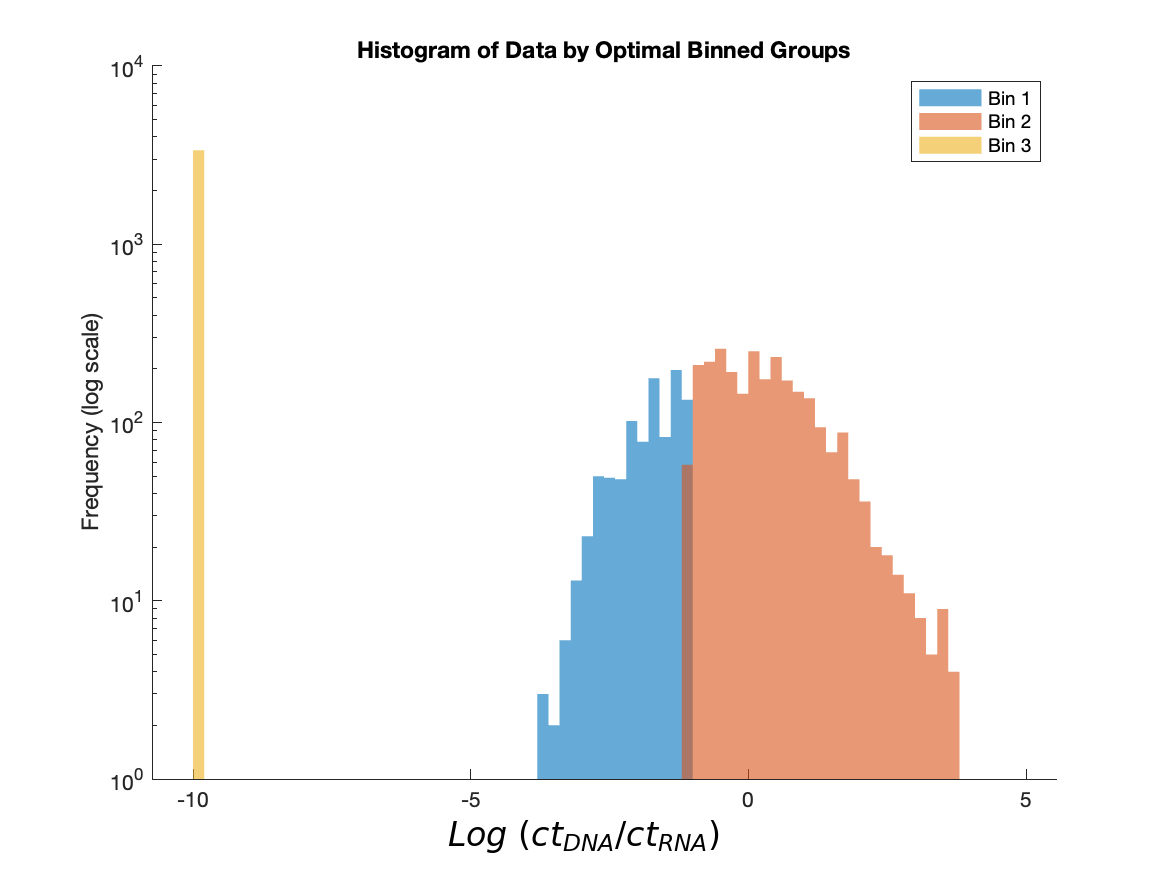 Histogram of Data by Optimal Binned Groups
Bin 1
Bin 2
Bin 3
Frequency (log scale)
10^4
10^3
10^2
10^1
10^0
-10 -5 0 5
Log (ct_DNA/ct_RNA)